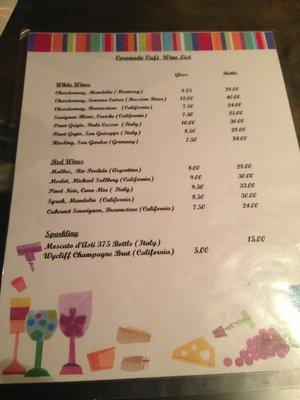 Coronado Café Wine List
Glass Bottle
White Wines
Chardonnay, Mandolin (Monterey) 8.25 28.00
Chardonnay, Sonoma Cutrer (Russian River) 12.00 40.00
Chardonnay, Brownstone (California) 7.50 24.00
Sauvignon Blanc, Ceriche (California) 7.50 25.00
Pinot Grigio, Italo Cescon (Italy) 10.00 30.00
Pinot Grigio, San Guiseppe (Italy) 8.50 28.00
Riesling, San Garden (Germany) 7.50 24.00
Red Wines
Malbec, Rio Perdido (Argentina) 8.00 28.00
Merlot, Michael Sullberg (California) 9.00 30.00
Pinot Noir, Cara Mia (Italy) 9.50 33.00
Syrah, Mandolin (California) 8.50 30.00
Cabernet Sauvignon, Brownstone (California) 7.50 24.00
Sparkling
Moscato d'Asti 375 Bottle (Italy) 15.00
Wycliff Champagne Brut (California) 5.00